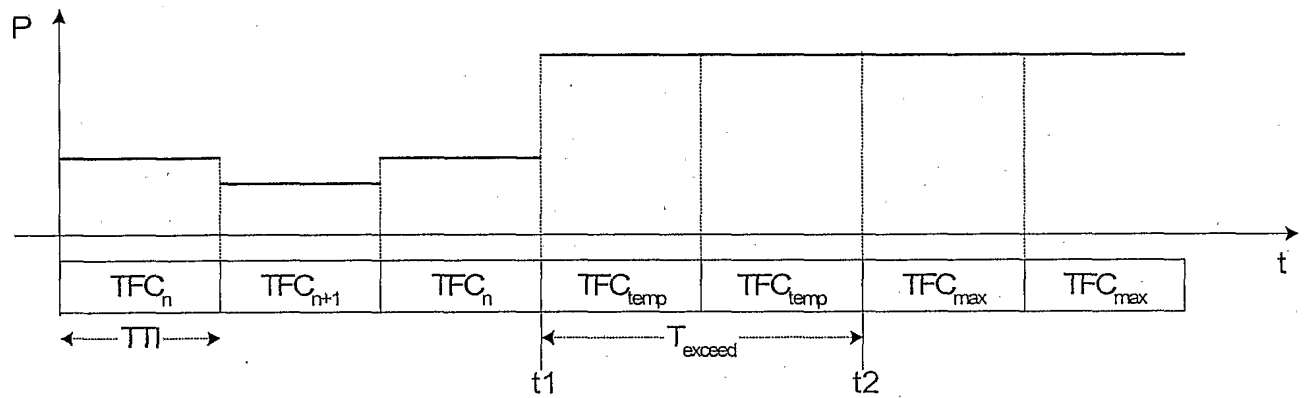 P
t
TFCn TFCn+1 TFCn TFCtemp TFCtemp TFCmax TFCmax
TTI Texceed
t1 t2